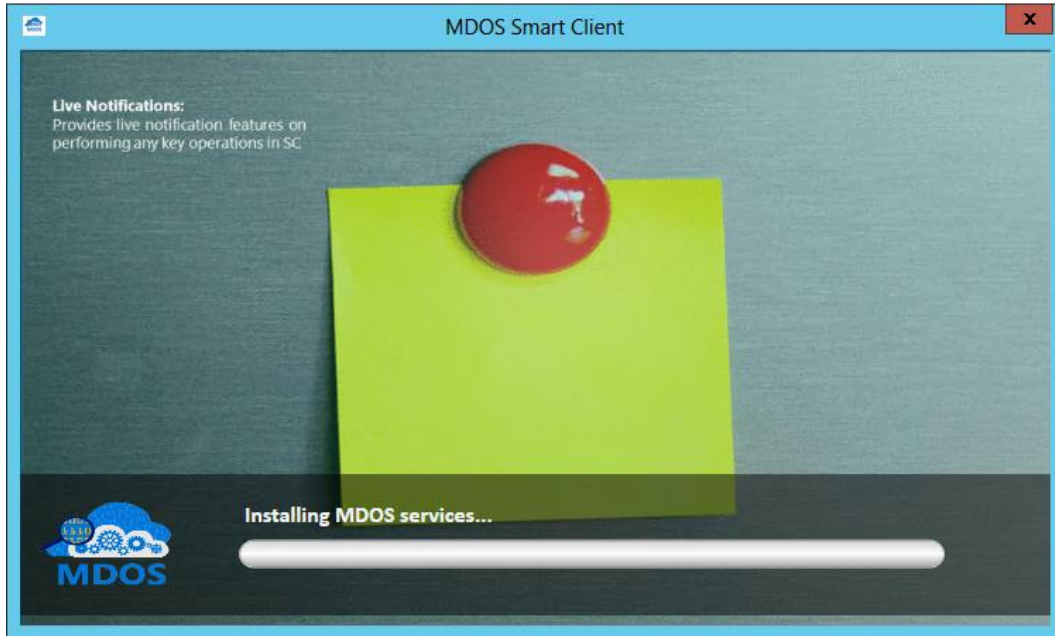 MDOS
MDOS Smart Client
x
Live Notifications:
Provides live notification features on
performing any key operations in SC
Installing MDOS services...
MDOS